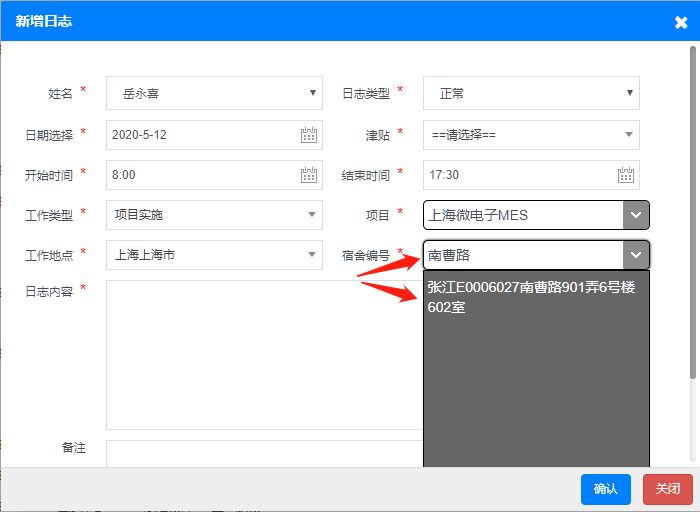 新增日志
姓名 * 岳永喜 日志类型 * 正常
日期选择 * 2020-5-12 津贴 * ==请选择==
开始时间 * 8:00 结束时间 * 17:30
工作类型 * 项目实施 项目 * 上海微电子MES
工作地点 * 上海上海市 宿舍编号 * 南曹路
日志内容 * 张江E0006027南曹路901弄6号楼
602室
备注
确认 关闭